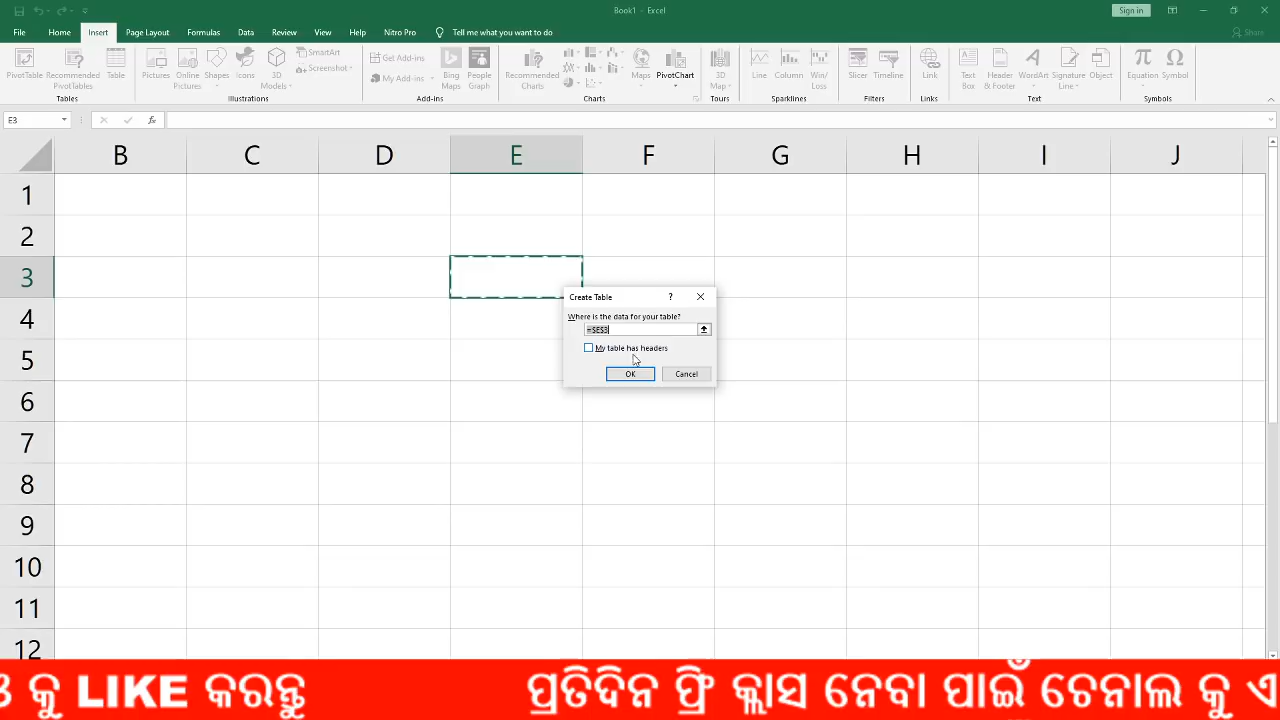 Book1 – Excel
Sign in
File Home Insert Page Layout Formulas Data Review View Help Nitro Pro Tell me what you want to do Share
PivotTable Recommended PivotTables Table
Tables
Pictures Online Pictures Shapes Icons 3D Models SmartArt Screenshot
Illustrations
Get Add-ins
My Add-ins
Bing Maps People Graph
Add-ins
Recommended Charts Maps PivotChart
Charts
3D Map
Tours
Line Column Win/Loss
Sparklines
Slicer Timeline
Filters
Link
Links
Text Box Header & Footer WordArt Signature Line Object
Text
Equation Symbol
Symbols
E3 fx
B C D E F G H I J
1
2
3
4
5
6
7
8
9
10
11
12
Create Table ?
Where is the data for your table?
=$E$3
My table has headers
OK Cancel
ଓ କୁ LIKE କରନ୍ତୁ ପ୍ରତିଦିନ ଫ୍ରି କ୍ଲାସ ନେବା ପାଇଁ ଚେନାଲ କୁ ଏ